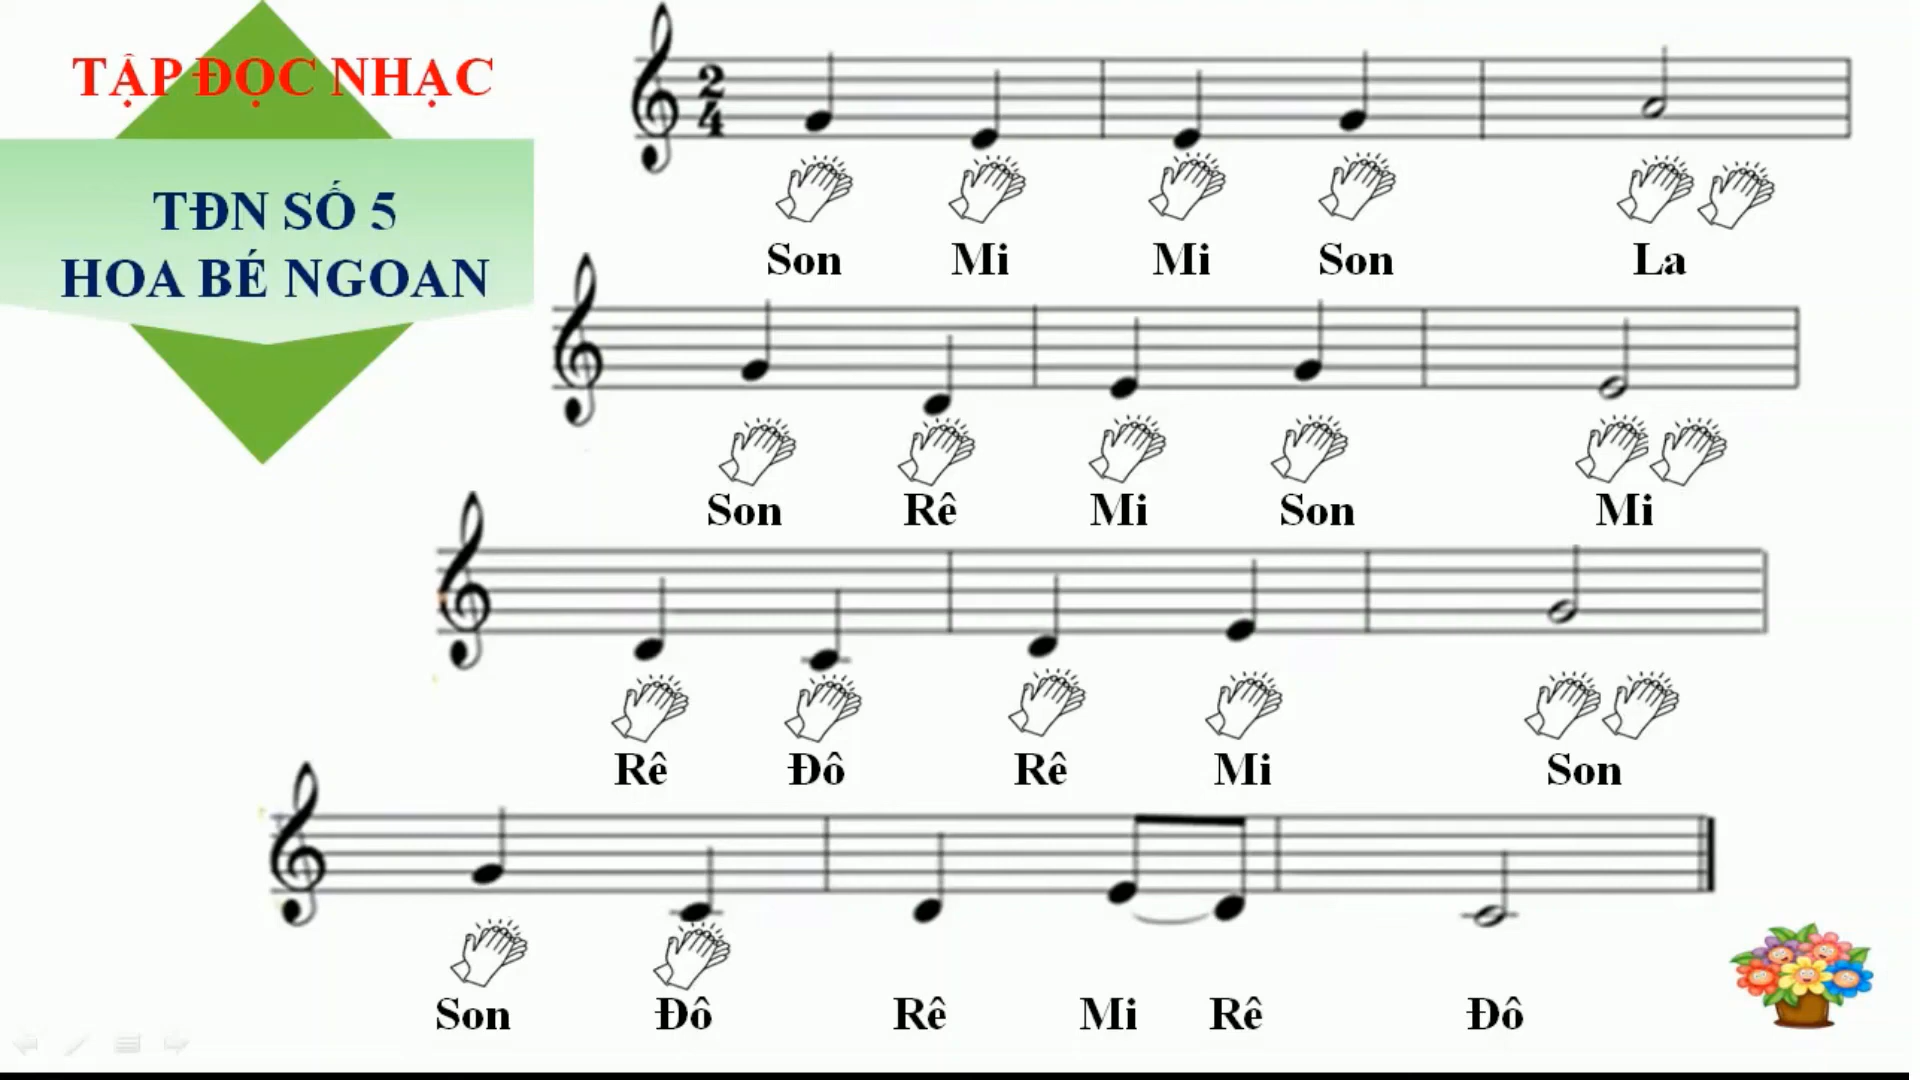 TẬP ĐỌC NHẠC
TĐN SỐ 5
HOA BÉ NGOAN
2
4
Son Mi Mi Son La
Son Rê Mi Son Mi
Rê Đô Rê Mi Son
Son Đô Rê Mi Rê Đô